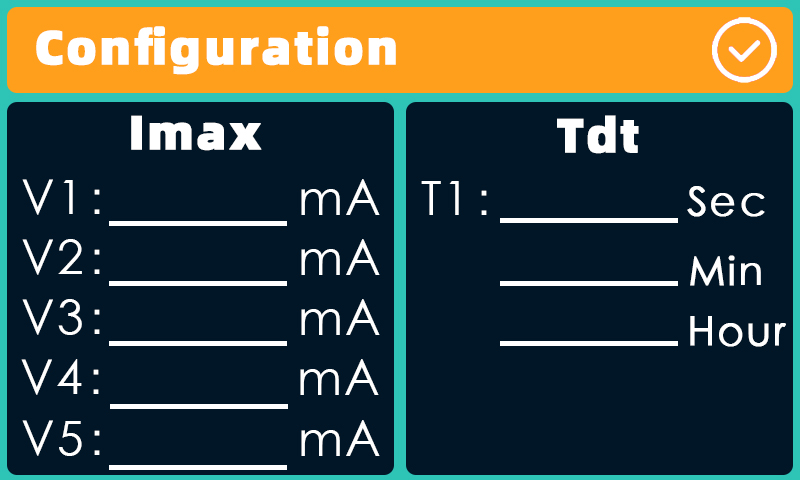 Configuration
Imax
V1: mA
V2: mA
V3: mA
V4: mA
V5: mA
Tdt
T1: Sec
Min
Hour